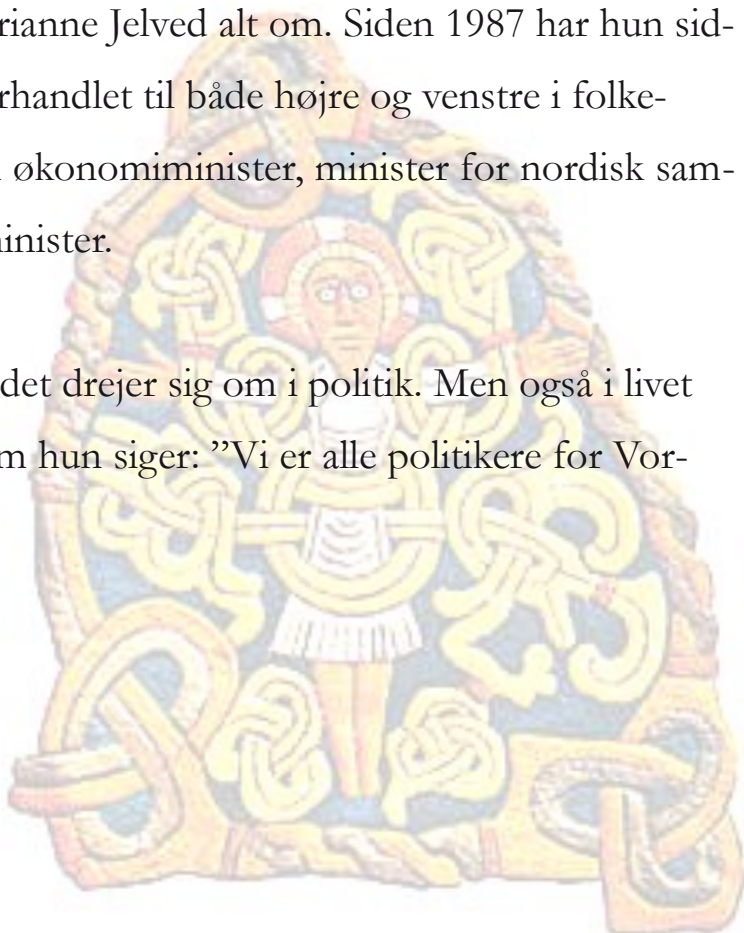 rianne Jelved alt om. Siden 1987 har hun sid-
rhandlet til både højre og venstre i folke-
økonomiminister, minister for nordisk sam-
inister.
det drejer sig om i politik. Men også i livet
m hun siger: ”Vi er alle politikere for Vor-